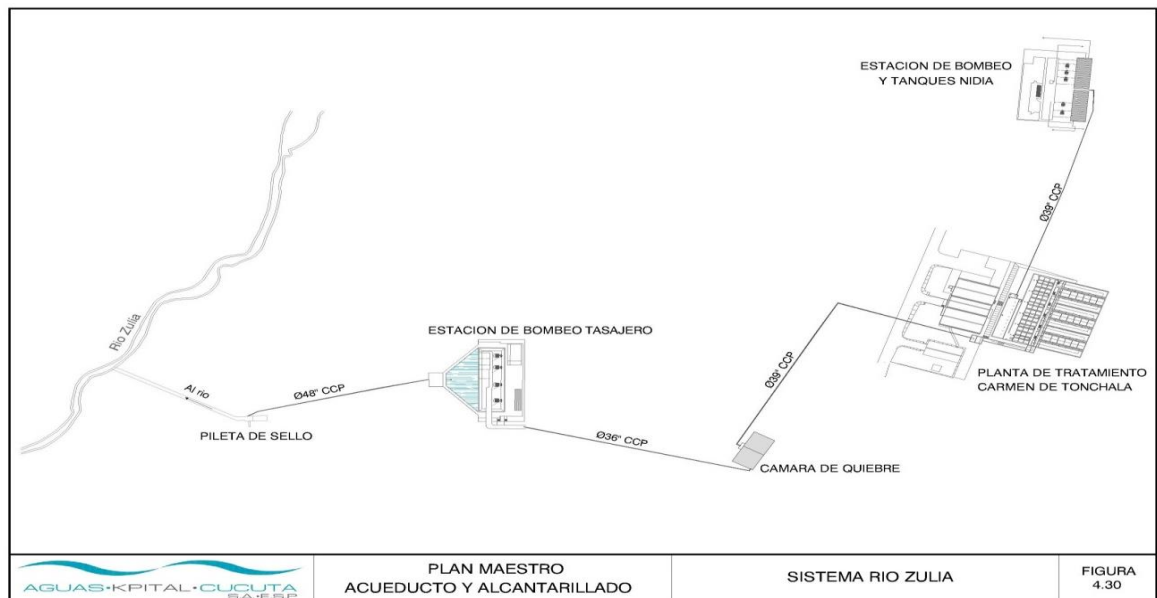 ESTACION DE BOMBEO
Y TANQUES NIDIA
Ø39" CCP
Rio Zulia
ESTACION DE BOMBEO TASAJERO
Al rio
Ø48" CCP
PILETA DE SELLO
Ø36" CCP
Ø39" CCP
CAMARA DE QUIEBRE
PLANTA DE TRATAMIENTO
CARMEN DE TONCHALA
AGUAS·KPITAL·CUCUTA
SA·ESP
PLAN MAESTRO
ACUEDUCTO Y ALCANTARILLADO
SISTEMA RIO ZULIA
FIGURA
4.30